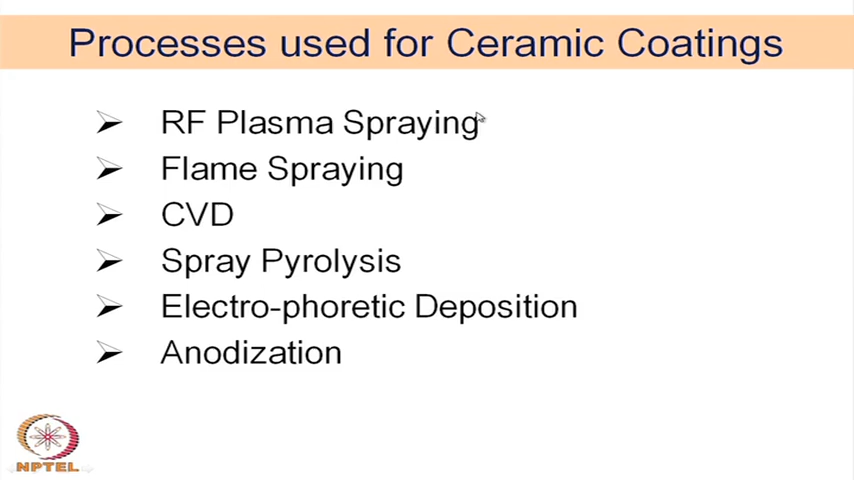 Processes used for Ceramic Coatings
RF Plasma Spraying
Flame Spraying
CVD
Spray Pyrolysis
Electro-phoretic Deposition
Anodization
NPTEL